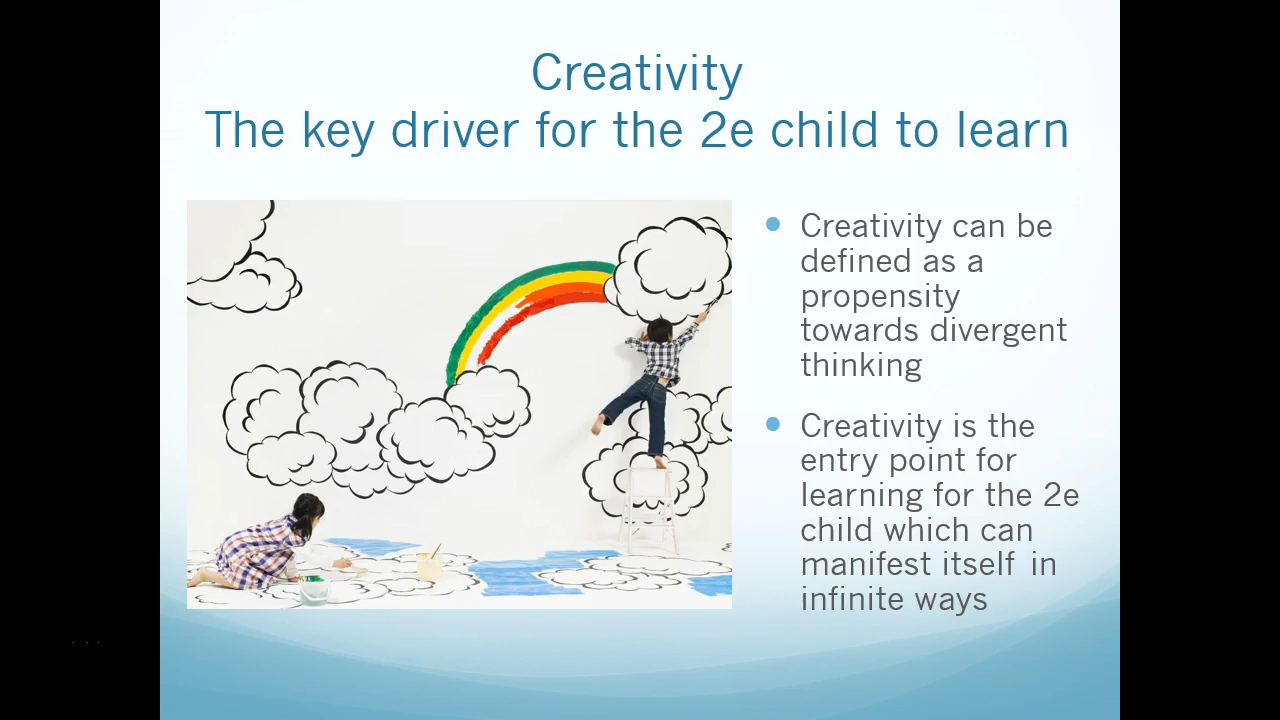 Creativity
The key driver for the 2e child to learn
Creativity can be
defined as a
propensity
towards divergent
thinking
Creativity is the
entry point for
learning for the 2e
child which can
manifest itself in
infinite ways